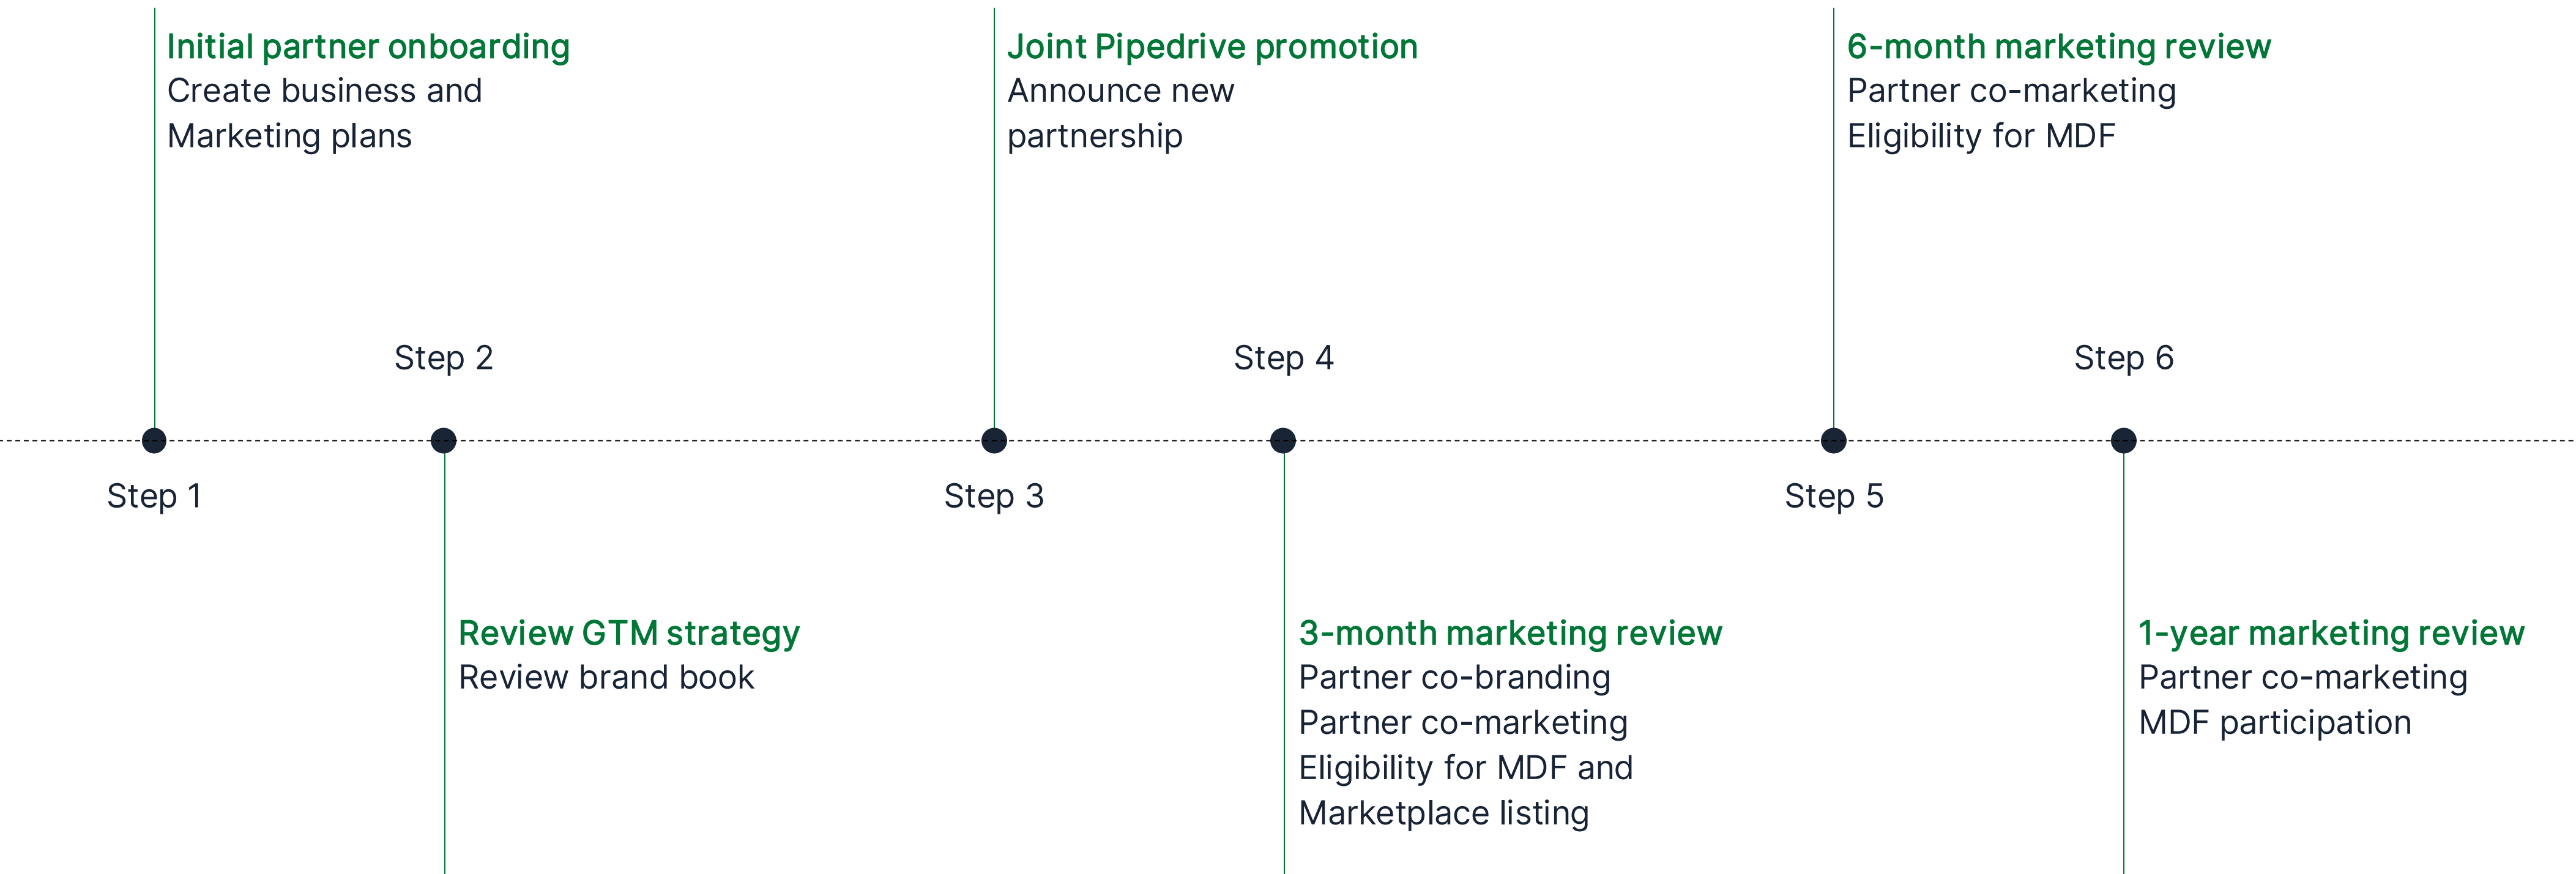 Initial partner onboarding
Create business and
Marketing plans
Step 1
Step 2
Review GTM strategy
Review brand book
Joint Pipedrive promotion
Announce new
partnership
Step 3
Step 4
3-month marketing review
Partner co-branding
Partner co-marketing
Eligibility for MDF and
Marketplace listing
6-month marketing review
Partner co-marketing
Eligibility for MDF
Step 5
Step 6
1-year marketing review
Partner co-marketing
MDF participation